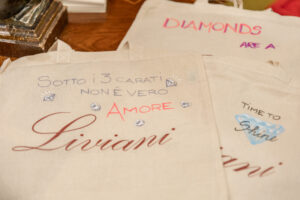 DIAMONDS
ARE A
SOTTO I 3 CARATI
NON È VERO
AMORE
Liviani
TIME TO
Shine
iani